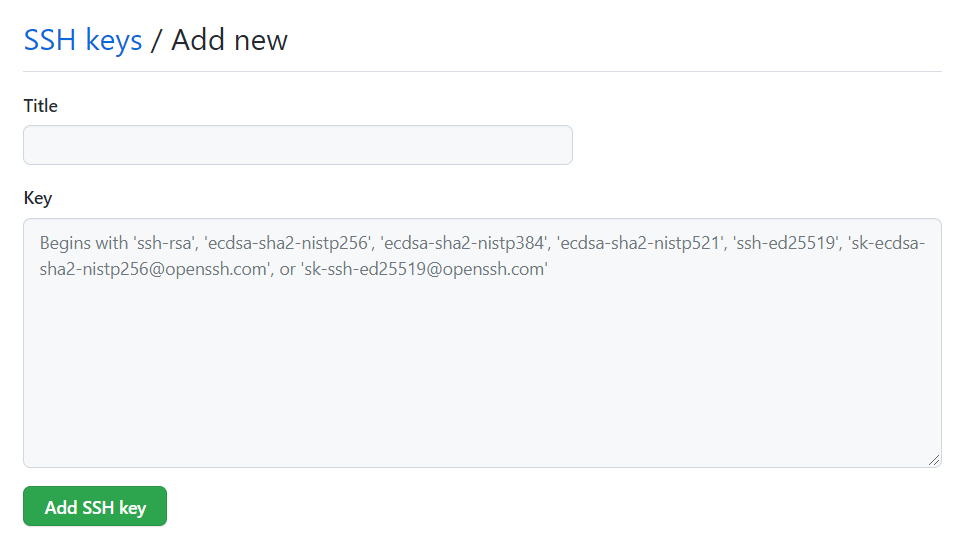 SSH keys / Add new
Title
Key
Begins with 'ssh-rsa', 'ecdsa-sha2-nistp256', 'ecdsa-sha2-nistp384', 'ecdsa-sha2-nistp521', 'ssh-ed25519', 'sk-ecdsa-
sha2-nistp256@openssh.com', or 'sk-ssh-ed25519@openssh.com'
Add SSH key